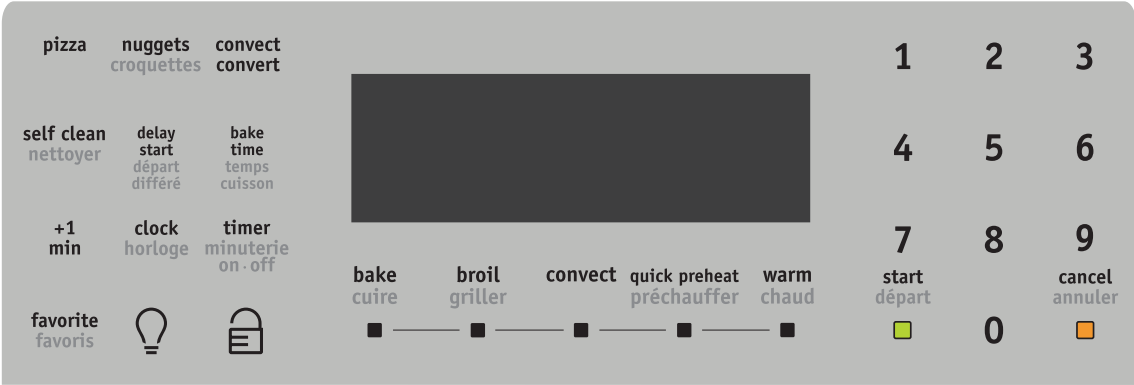 pizza
nuggets
croquettes
convect
convert
self clean
nettoyer
delay
start
départ
différé
bake
time
temps
cuisson
+1
min
clock
horloge
timer
minuterie
on·off
favorite
favoris
bake
cuire
broil
griller
convect
quick preheat
préchauffer
warm
chaud
1
2
3
4
5
6
7
8
9
start
départ
0
cancel
annuler